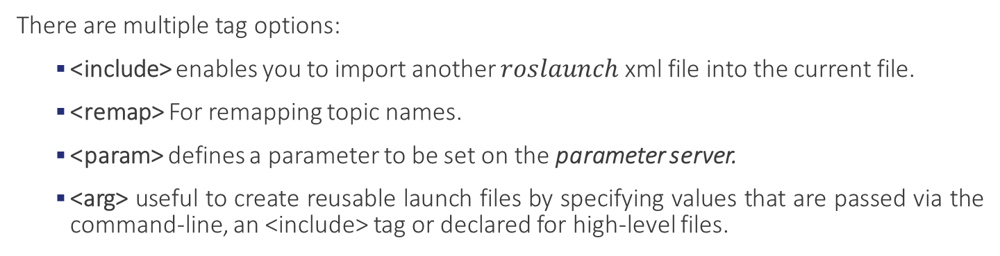 There are multiple tag options:
▪ <include> enables you to import another roslaunch xml file into the current file.
▪ <remap> For remapping topic names.
▪ <param> defines a parameter to be set on the parameter server.
▪ <arg> useful to create reusable launch files by specifying values that are passed via the
command-line, an <include> tag or declared for high-level files.